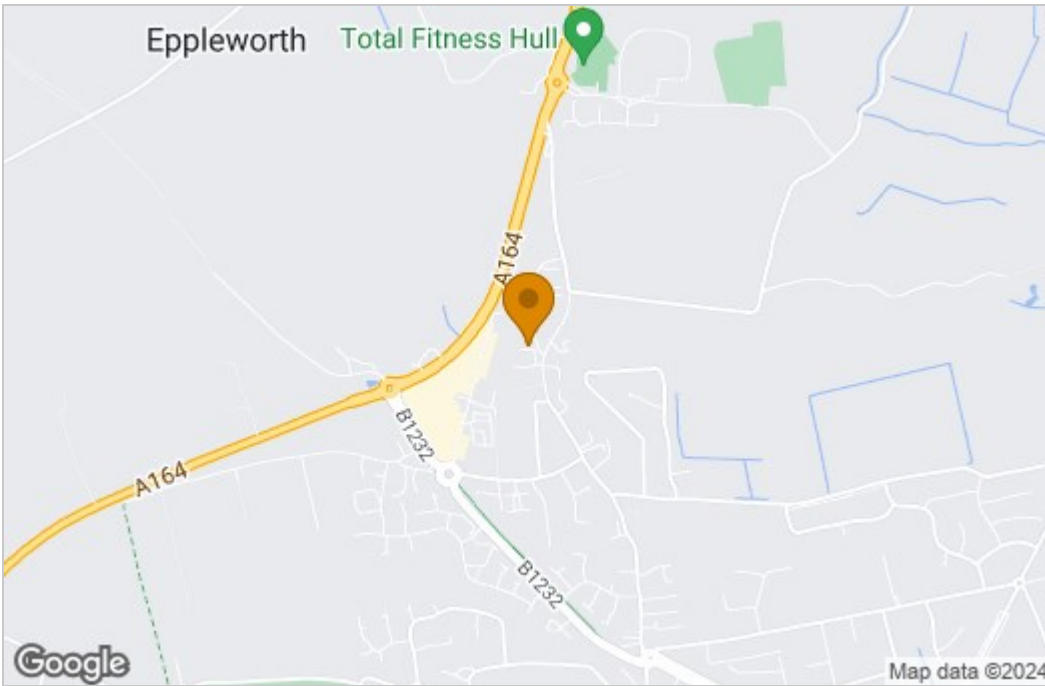 Eppleworth
Total Fitness Hull
A164
A164
B1232
B1232
Google
Map data ©2024